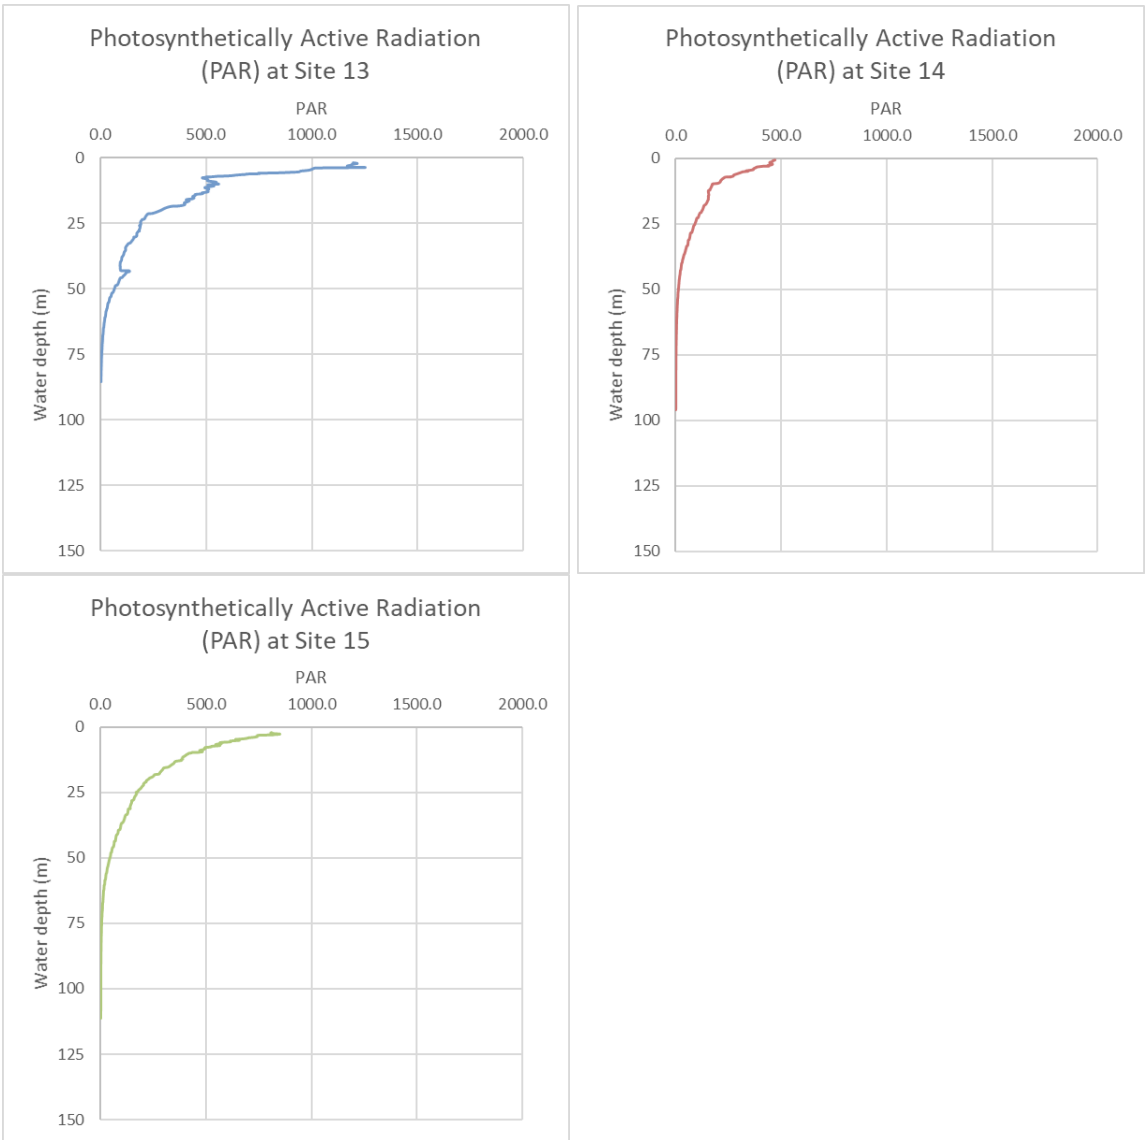 Photosynthetically Active Radiation
(PAR) at Site 13
PAR
0.0 500.0 1000.0 1500.0 2000.0
0
25
50
75
100
125
150
Water depth (m)
Photosynthetically Active Radiation
(PAR) at Site 14
PAR
0.0 500.0 1000.0 1500.0 2000.0
0
25
50
75
100
125
150
Water depth (m)
Photosynthetically Active Radiation
(PAR) at Site 15
PAR
0.0 500.0 1000.0 1500.0 2000.0
0
25
50
75
100
125
150
Water depth (m)